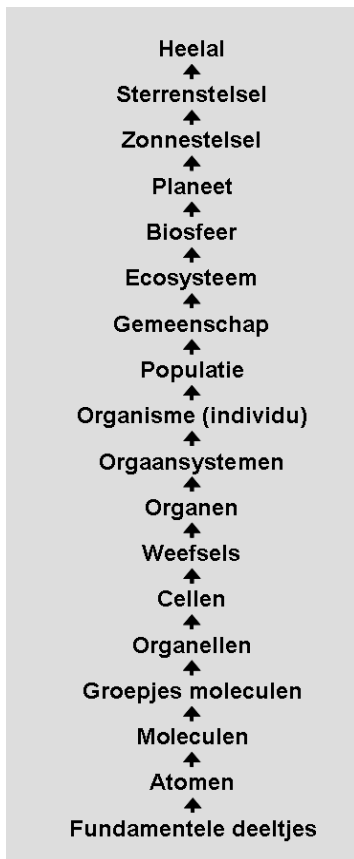 Heelal
Sterrenstelsel
Zonnestelsel
Planeet
Biosfeer
Ecosysteem
Gemeenschap
Populatie
Organisme (individu)
Orgaansystemen
Organen
Weefsels
Cellen
Organellen
Groepjes moleculen
Moleculen
Atomen
Fundamentele deeltjes